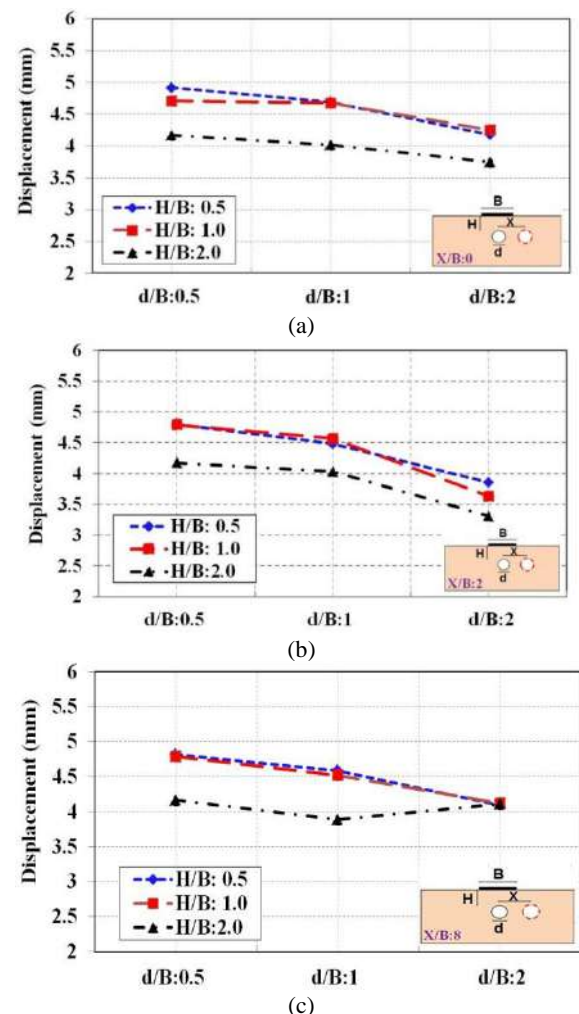 6
5.5
5
4.5
4
3.5
3
2.5
2
Displacement (mm)
H/B: 0.5
H/B: 1.0
H/B:2.0
B
X
H
d
X/B:0
d/B:0.5 d/B:1 d/B:2
(a)
6
5.5
5
4.5
4
3.5
3
2.5
2
Displacement (mm)
H/B: 0.5
H/B: 1.0
H/B:2.0
B
X
H
d
X/B:2
d/B:0.5 d/B:1 d/B:2
(b)
6
5.5
5
4.5
4
3.5
3
2.5
2
Displacement (mm)
H/B: 0.5
H/B: 1.0
H/B:2.0
B
X
H
d
X/B:8
d/B:0.5 d/B:1 d/B:2
(c)